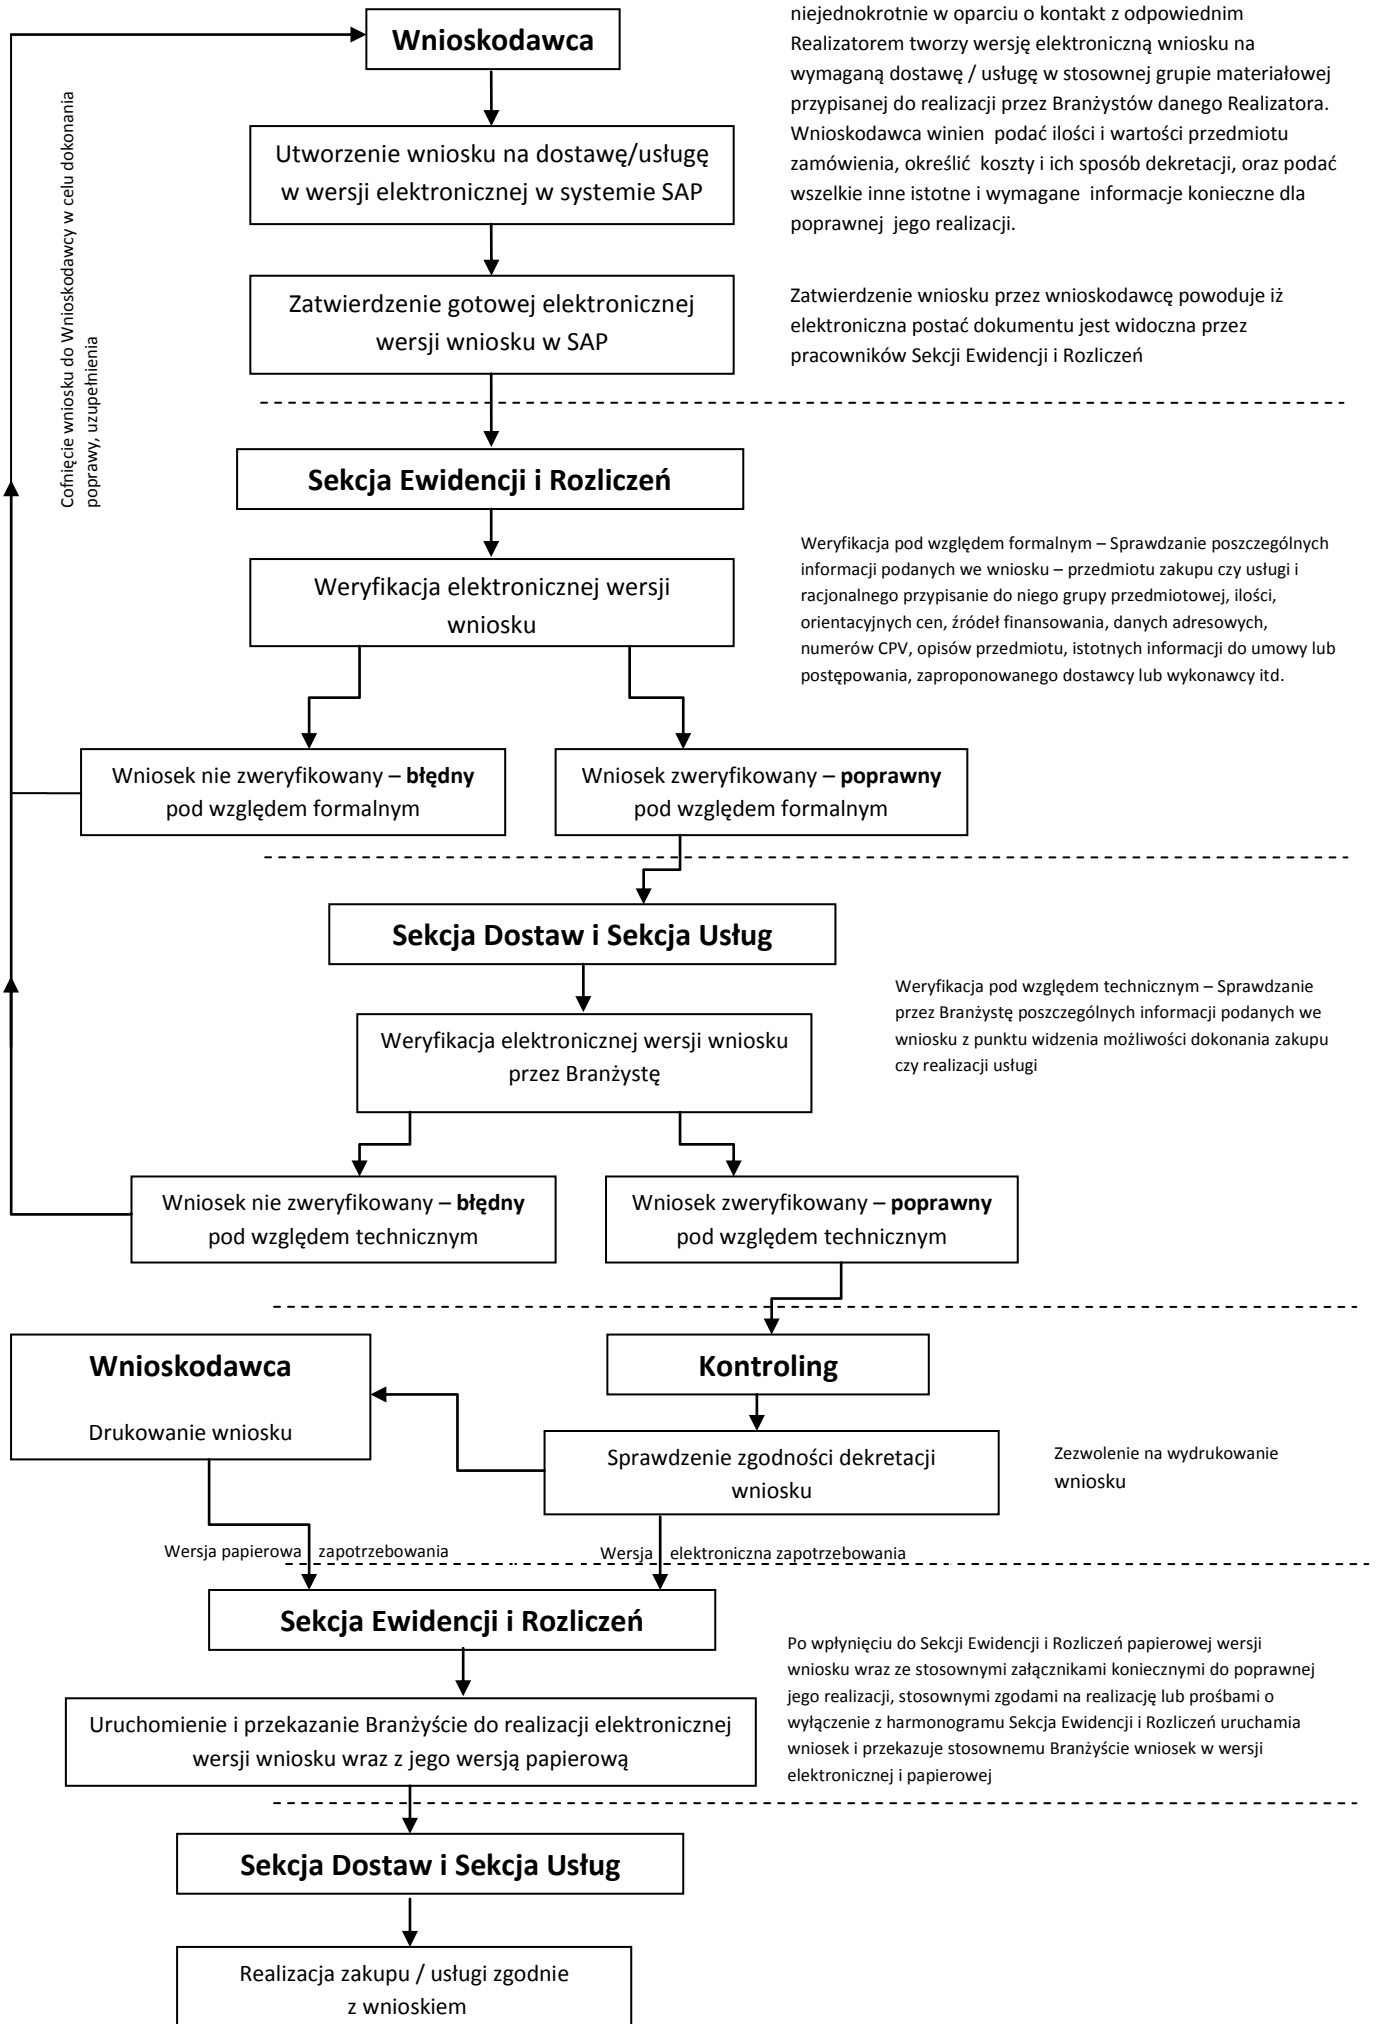 niejednokrotnie w oparciu o kontakt z odpowiednim
Realizatorem tworzy wersję elektroniczną wniosku na
wymaganą dostawę / usługę w stosownej grupie materiałowej
przypisanej do realizacji przez Branżystów danego Realizatora.
Wnioskodawca winien  podać ilości i wartości przedmiotu
zamówienia, określić  koszty i ich sposób dekretacji, oraz podać
wszelkie inne istotne i wymagane  informacje konieczne dla
poprawnej  jego realizacji.
Wnioskodawca
Utworzenie wniosku na dostawę/usługę
w wersji elektronicznej w systemie SAP
Zatwierdzenie gotowej elektronicznej
wersji wniosku w SAP
Zatwierdzenie wniosku przez wnioskodawcę powoduje iż
elektroniczna postać dokumentu jest widoczna przez
pracowników Sekcji Ewidencji i Rozliczeń
Cofnięcie wniosku do Wnioskodawcy w celu dokonania
poprawy, uzupełnienia
Sekcja Ewidencji i Rozliczeń
Weryfikacja elektronicznej wersji
wniosku
Weryfikacja pod względem formalnym – Sprawdzanie poszczególnych
informacji podanych we wniosku – przedmiotu zakupu czy usługi i
racjonalnego przypisanie do niego grupy przedmiotowej, ilości,
orientacyjnych cen, źródeł finansowania, danych adresowych,
numerów CPV, opisów przedmiotu, istotnych informacji do umowy lub
postępowania, zaproponowanego dostawcy lub wykonawcy itd.
Wniosek nie zweryfikowany – błędny
pod względem formalnym
Wniosek zweryfikowany – poprawny
pod względem formalnym
Sekcja Dostaw i Sekcja Usług
Weryfikacja elektronicznej wersji wniosku
przez Branżystę
Weryfikacja pod względem technicznym – Sprawdzanie
przez Branżystę poszczególnych informacji podanych we
wniosku z punktu widzenia możliwości dokonania zakupu
czy realizacji usługi
Wniosek nie zweryfikowany – błędny
pod względem technicznym
Wniosek zweryfikowany – poprawny
pod względem technicznym
Wnioskodawca
Drukowanie wniosku
Kontroling
Sprawdzenie zgodności dekretacji
wniosku
Zezwolenie na wydrukowanie
wniosku
Wersja papierowa zapotrzebowania
Wersja elektroniczna zapotrzebowania
Sekcja Ewidencji i Rozliczeń
Uruchomienie i przekazanie Branżyście do realizacji elektronicznej
wersji wniosku wraz z jego wersją papierową
Po wpłynięciu do Sekcji Ewidencji i Rozliczeń papierowej wersji
wniosku wraz ze stosownymi załącznikami koniecznymi do poprawnej
jego realizacji, stosownymi zgodami na realizację lub prośbami o
wyłączenie z harmonogramu Sekcja Ewidencji i Rozliczeń uruchamia
wniosek i przekazuje stosownemu Branżyście wniosek w wersji
elektronicznej i papierowej
Sekcja Dostaw i Sekcja Usług
Realizacja zakupu / usługi zgodnie
z wnioskiem